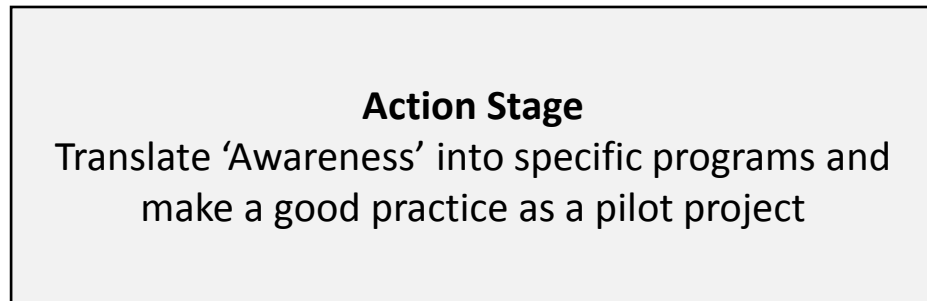 Action Stage
Translate ‘Awareness’ into specific programs and
make a good practice as a pilot project